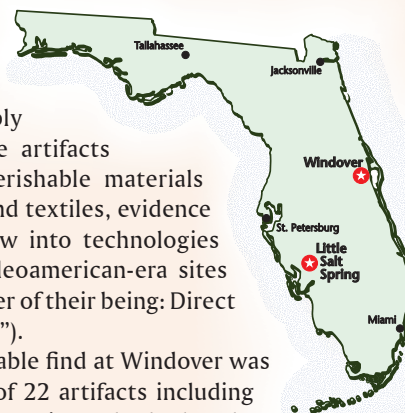 Tallahassee
Jacksonville
Windover
St. Petersburg
Little
Salt
Spring
Miami
artifacts
materials
nd textiles, evidence
w into technologies
leoamerican-era sites
er of their being: Direct
”).
able find at Windover was
of 22 artifacts including